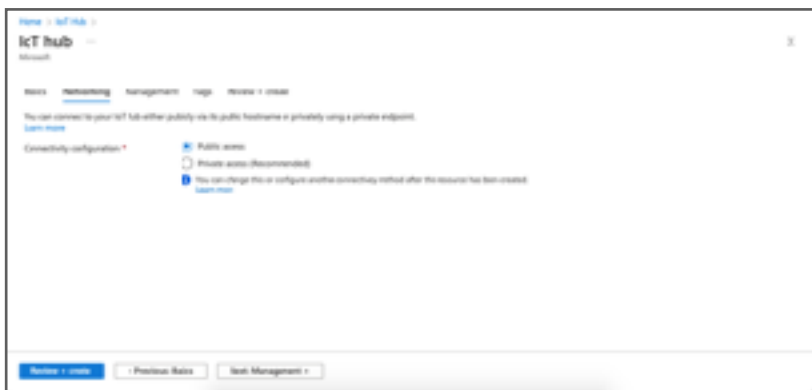 Home > IoT Hub >
IoT hub ...
Microsoft
Basics Networking Management Tags Review + create
You can connect to your IoT hub either publicly via its public hostname or privately using a private endpoint.
Learn more
Connectivity configuration *
Public access
Private access (Recommended)
You can change this or configure another connectivity method after this resource has been created.
Learn more
Review + create
< Previous: Basics
Next: Management >